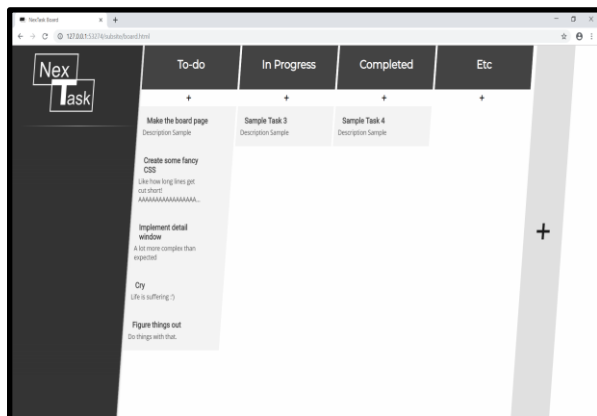 NexTask Board
127.0.0.1:53274/subsite/board.html
Nex
Task
To-do
In Progress
Completed
Etc
+
+
+
+
Make the board page
Description Sample
Create some fancy
CSS
Like how long lines get
cut short!
AAAAAAAAAAAAAAAAA...
Implement detail
window
A lot more complex than
expected
Cry
Life is suffering :')
Figure things out
Do things with that.
Sample Task 3
Description Sample
Sample Task 4
Description Sample
+